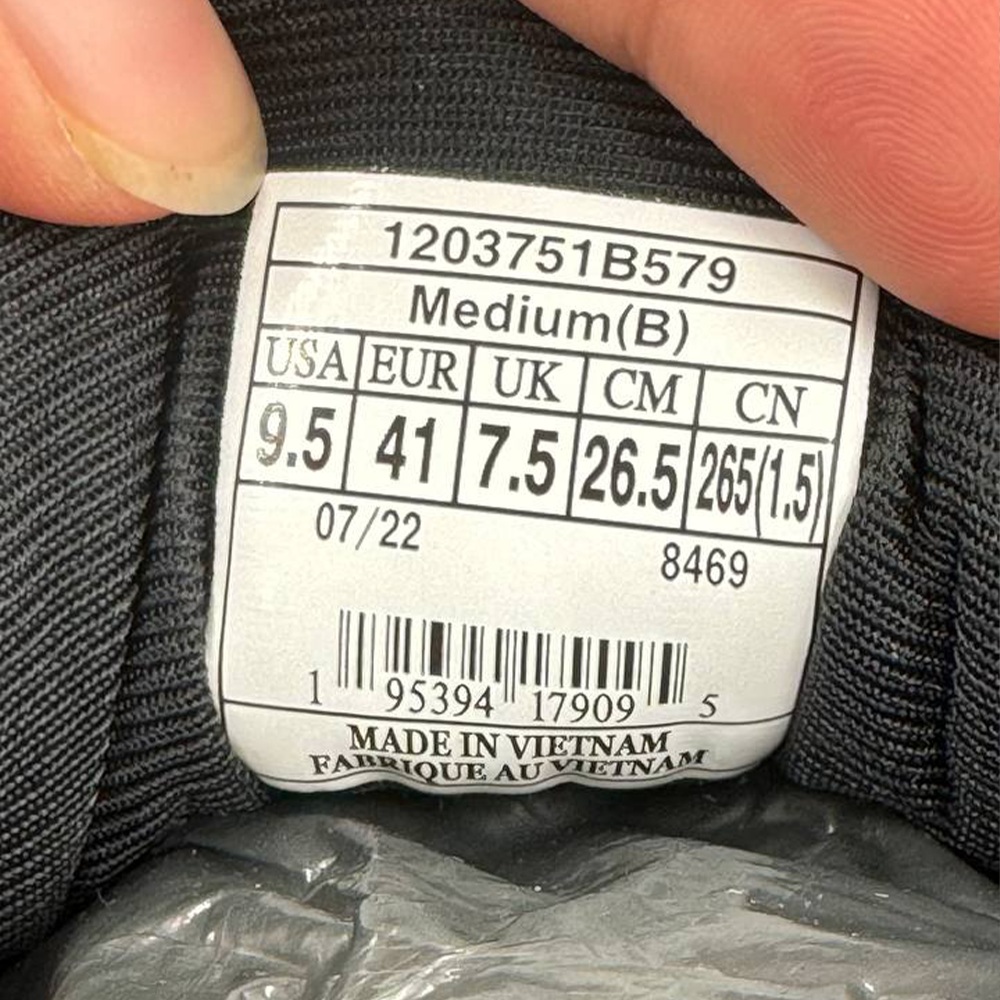 1203751B579
Medium(B)
USA EUR UK CM CN
9.5 41 7.5 26.5 265(1.5)
07/22
8469
1 95394 17909 5
MADE IN VIETNAM
FABRIQUE AU VIETNAM